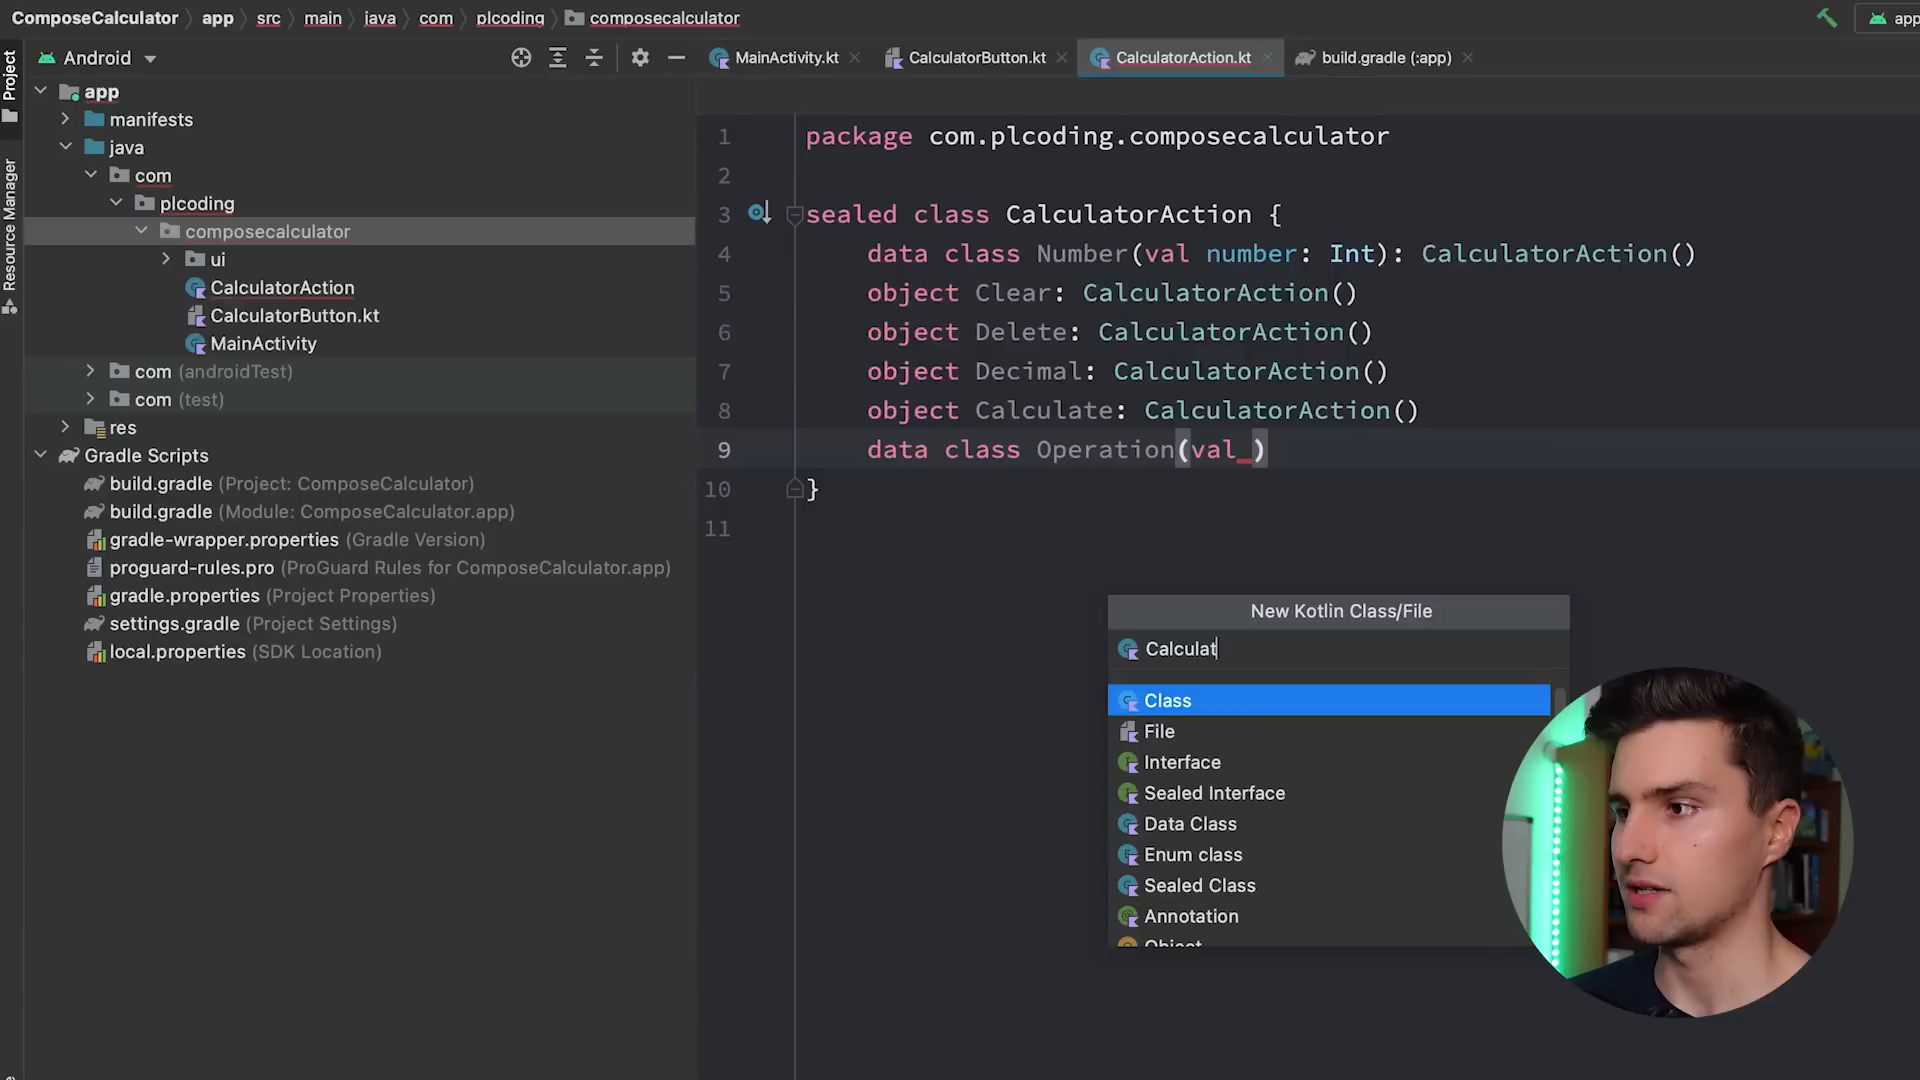 ComposeCalculator app src main java com plcoding composecalculator app
Project
Resource Manager
Android
MainActivity.kt CalculatorButton.kt CalculatorAction.kt build.gradle (:app)
app
manifests
java
com
plcoding
composecalculator
ui
CalculatorAction
CalculatorButton.kt
MainActivity
com (androidTest)
com (test)
res
Gradle Scripts
build.gradle (Project: ComposeCalculator)
build.gradle (Module: ComposeCalculator.app)
gradle-wrapper.properties (Gradle Version)
proguard-rules.pro (ProGuard Rules for ComposeCalculator.app)
gradle.properties (Project Properties)
settings.gradle (Project Settings)
local.properties (SDK Location)
1 package com.plcoding.composecalculator
2
3 sealed class CalculatorAction {
4 data class Number(val number: Int): CalculatorAction()
5 object Clear: CalculatorAction()
6 object Delete: CalculatorAction()
7 object Decimal: CalculatorAction()
8 object Calculate: CalculatorAction()
9 data class Operation(val )
10 }
11
New Kotlin Class/File
Calculat
Class
File
Interface
Sealed Interface
Data Class
Enum class
Sealed Class
Annotation
Object